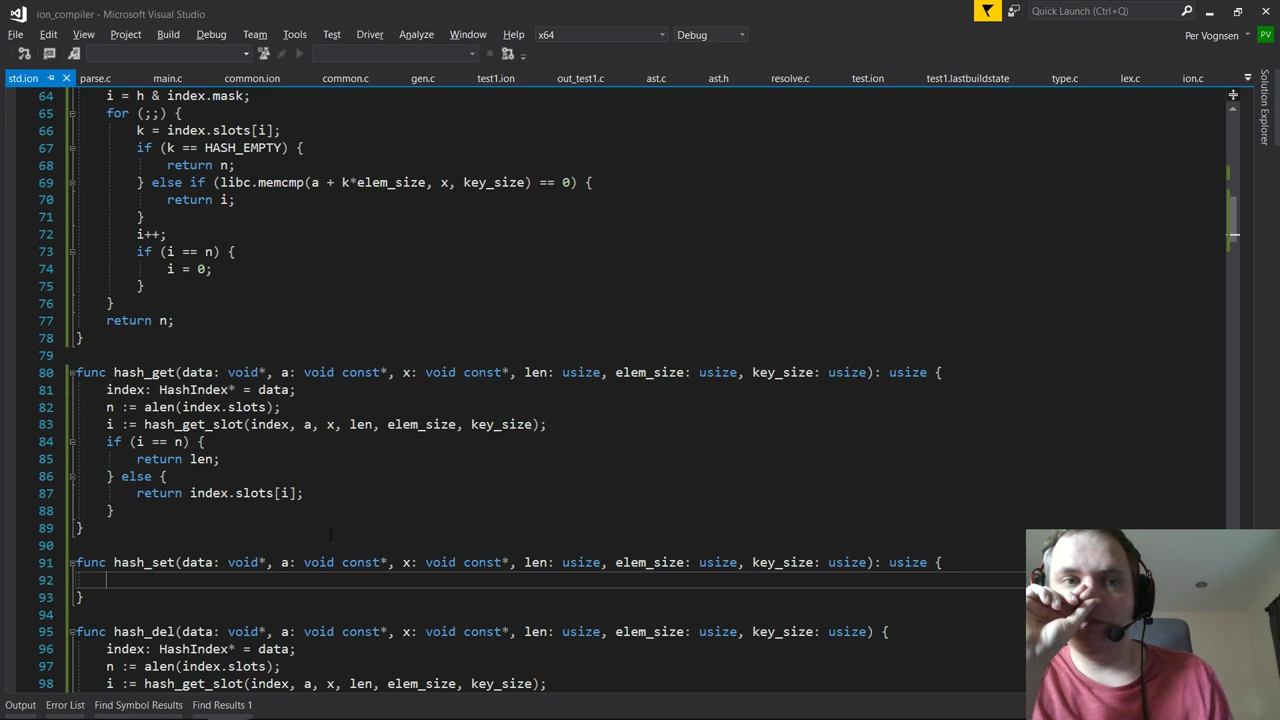 ion_compiler - Microsoft Visual Studio
Quick Launch (Ctrl+Q)
File Edit View Project Build Debug Team Tools Test Driver Analyze Window Help x64 Debug
Per Vognsen PV
std.ion parse.c main.c common.ion common.c gen.c test1.ion out_test1.c ast.c ast.h resolve.c test.ion test1.lastbuildstate type.c lex.c ion.c
Solution Explorer
64 i = h & index.mask;
65 for (;;) {
66 k = index.slots[i];
67 if (k == HASH_EMPTY) {
68 return n;
69 } else if (libc.memcmp(a + k*elem_size, x, key_size) == 0) {
70 return i;
71 }
72 i++;
73 if (i == n) {
74 i = 0;
75 }
76 }
77 return n;
78 }
79
80 func hash_get(data: void*, a: void const*, x: void const*, len: usize, elem_size: usize, key_size: usize): usize {
81 index: HashIndex* = data;
82 n := alen(index.slots);
83 i := hash_get_slot(index, a, x, len, elem_size, key_size);
84 if (i == n) {
85 return len;
86 } else {
87 return index.slots[i];
88 }
89 }
90
91 func hash_set(data: void*, a: void const*, x: void const*, len: usize, elem_size: usize, key_size: usize): usize {
92
93 }
94
95 func hash_del(data: void*, a: void const*, x: void const*, len: usize, elem_size: usize, key_size: usize) {
96 index: HashIndex* = data;
97 n := alen(index.slots);
98 i := hash_get_slot(index, a, x, len, elem_size, key_size);
Output Error List Find Symbol Results Find Results 1